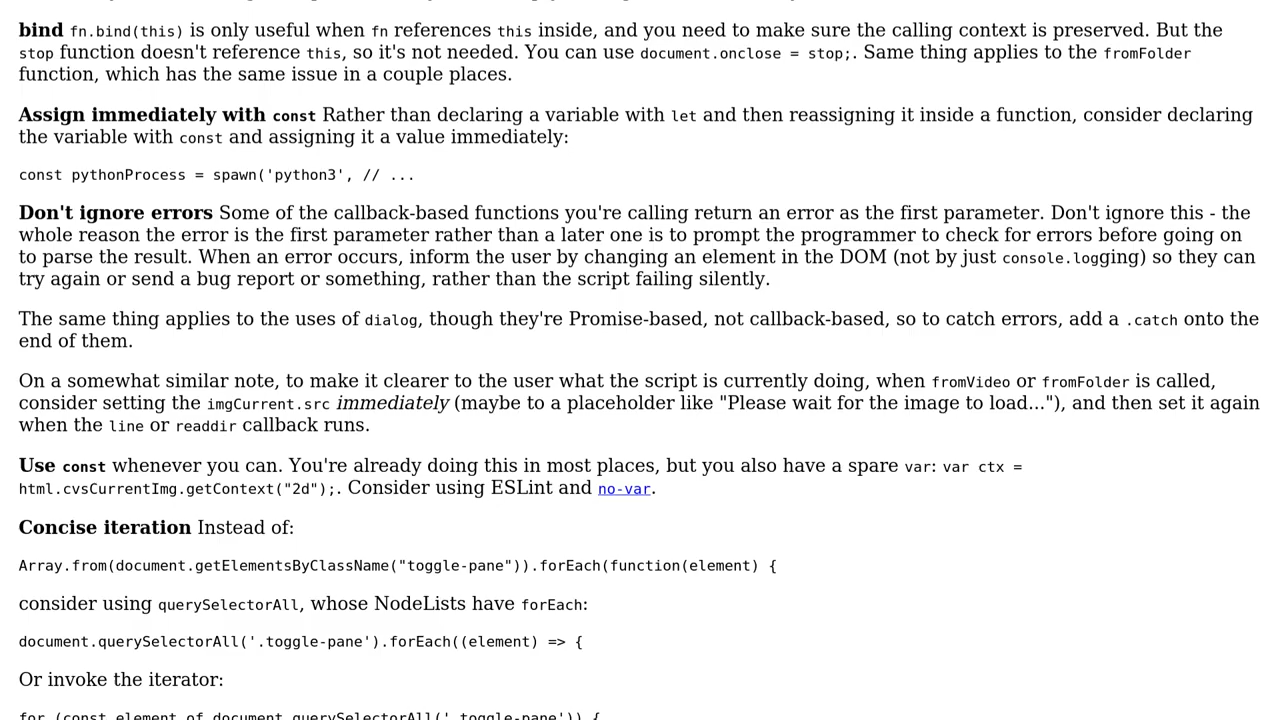 bind fn.bind(this) is only useful when fn references this inside, and you need to make sure the calling context is preserved. But the
stop function doesn't reference this, so it's not needed. You can use document.onclose = stop;. Same thing applies to the fromFolder
function, which has the same issue in a couple places.
Assign immediately with const Rather than declaring a variable with let and then reassigning it inside a function, consider declaring
the variable with const and assigning it a value immediately:
const pythonProcess = spawn('python3', // ...
Don't ignore errors Some of the callback-based functions you're calling return an error as the first parameter. Don't ignore this - the
whole reason the error is the first parameter rather than a later one is to prompt the programmer to check for errors before going on
to parse the result. When an error occurs, inform the user by changing an element in the DOM (not by just console.logging) so they can
try again or send a bug report or something, rather than the script failing silently.
The same thing applies to the uses of dialog, though they're Promise-based, not callback-based, so to catch errors, add a .catch onto the
end of them.
On a somewhat similar note, to make it clearer to the user what the script is currently doing, when fromVideo or fromFolder is called,
consider setting the imgCurrent.src immediately (maybe to a placeholder like "Please wait for the image to load..."), and then set it again
when the line or readdir callback runs.
Use const whenever you can. You're already doing this in most places, but you also have a spare var: var ctx =
html.cvsCurrentImg.getContext("2d");. Consider using ESLint and no-var.
Concise iteration Instead of:
Array.from(document.getElementsByClassName("toggle-pane")).forEach(function(element) {
consider using querySelectorAll, whose NodeLists have forEach:
document.querySelectorAll('.toggle-pane').forEach((element) => {
Or invoke the iterator:
for (const element of document.querySelectorAll('.toggle-pane')) {